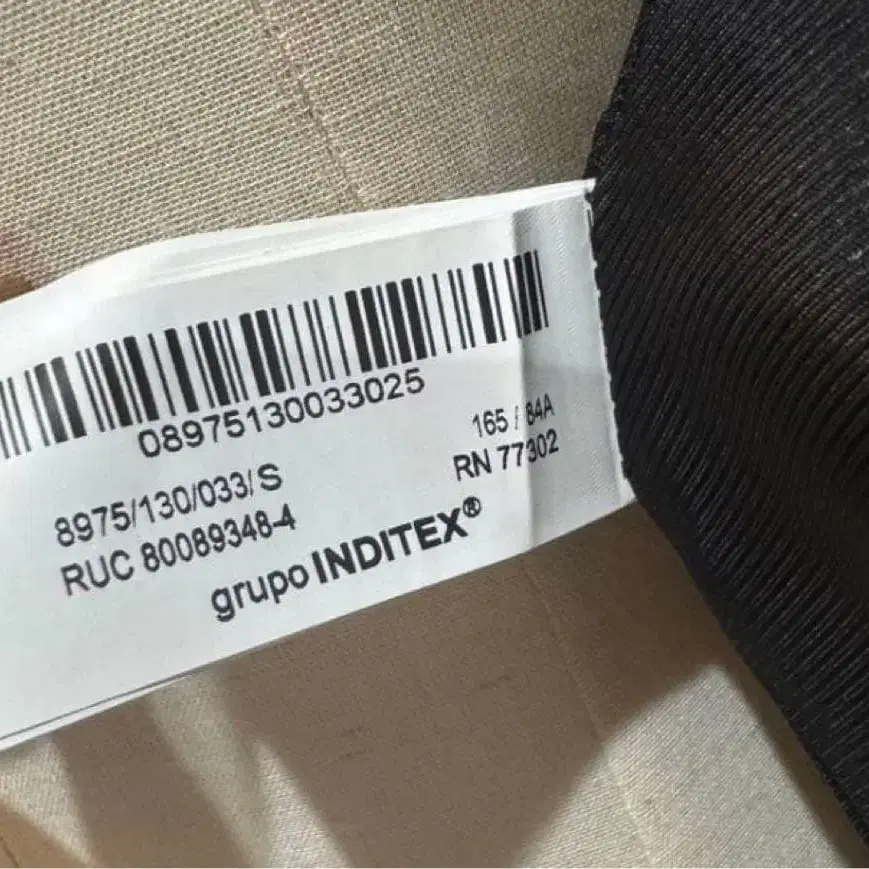 08975130033025
8975/130/033/S
165 / 84A
RUC 80089348-4
RN 77302
grupo INDITEX®